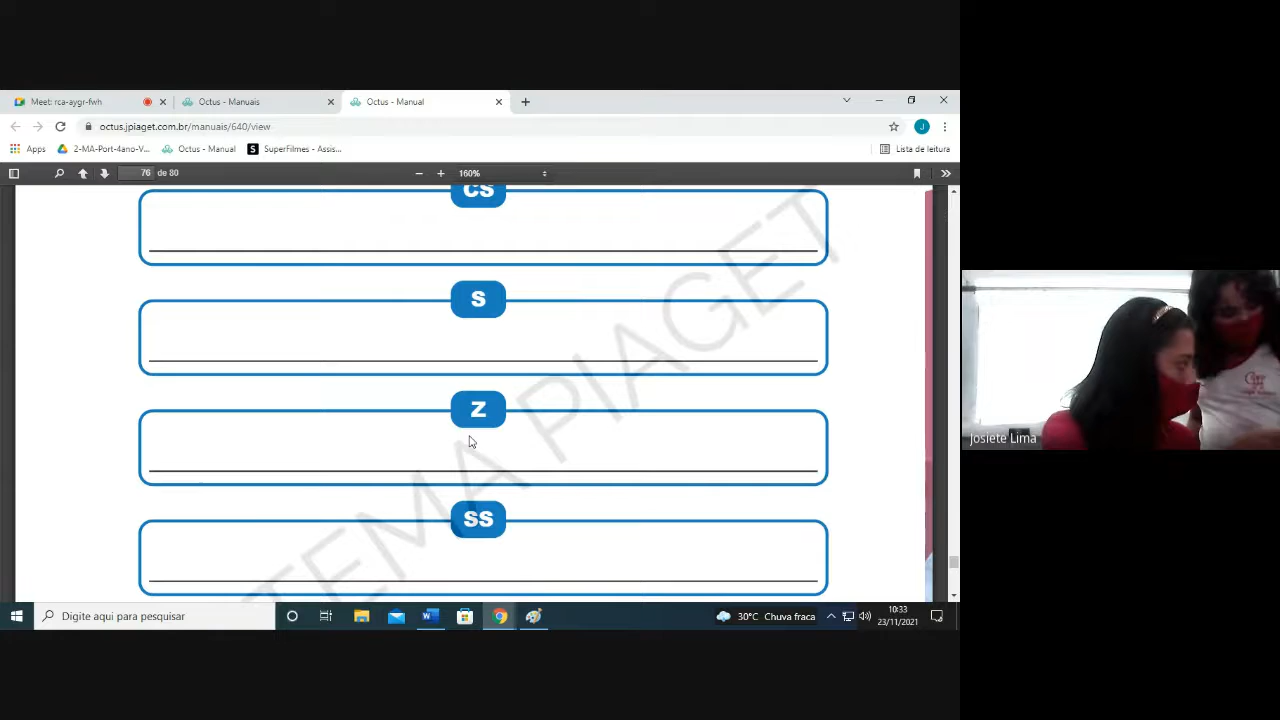 Meet: rca-aygr-fwh
Octus - Manuais
Octus - Manual
octus.jpiaget.com.br/manuais/640/view
Apps
2-MA-Port-4ano-V...
Octus - Manual
SuperFilmes - Assis...
Lista de leitura
76 de 80
160%
CS
S
Z
SS
TEMA PIAGET
Josiete Lima
Digite aqui para pesquisar
30°C Chuva fraca
10:33
23/11/2021